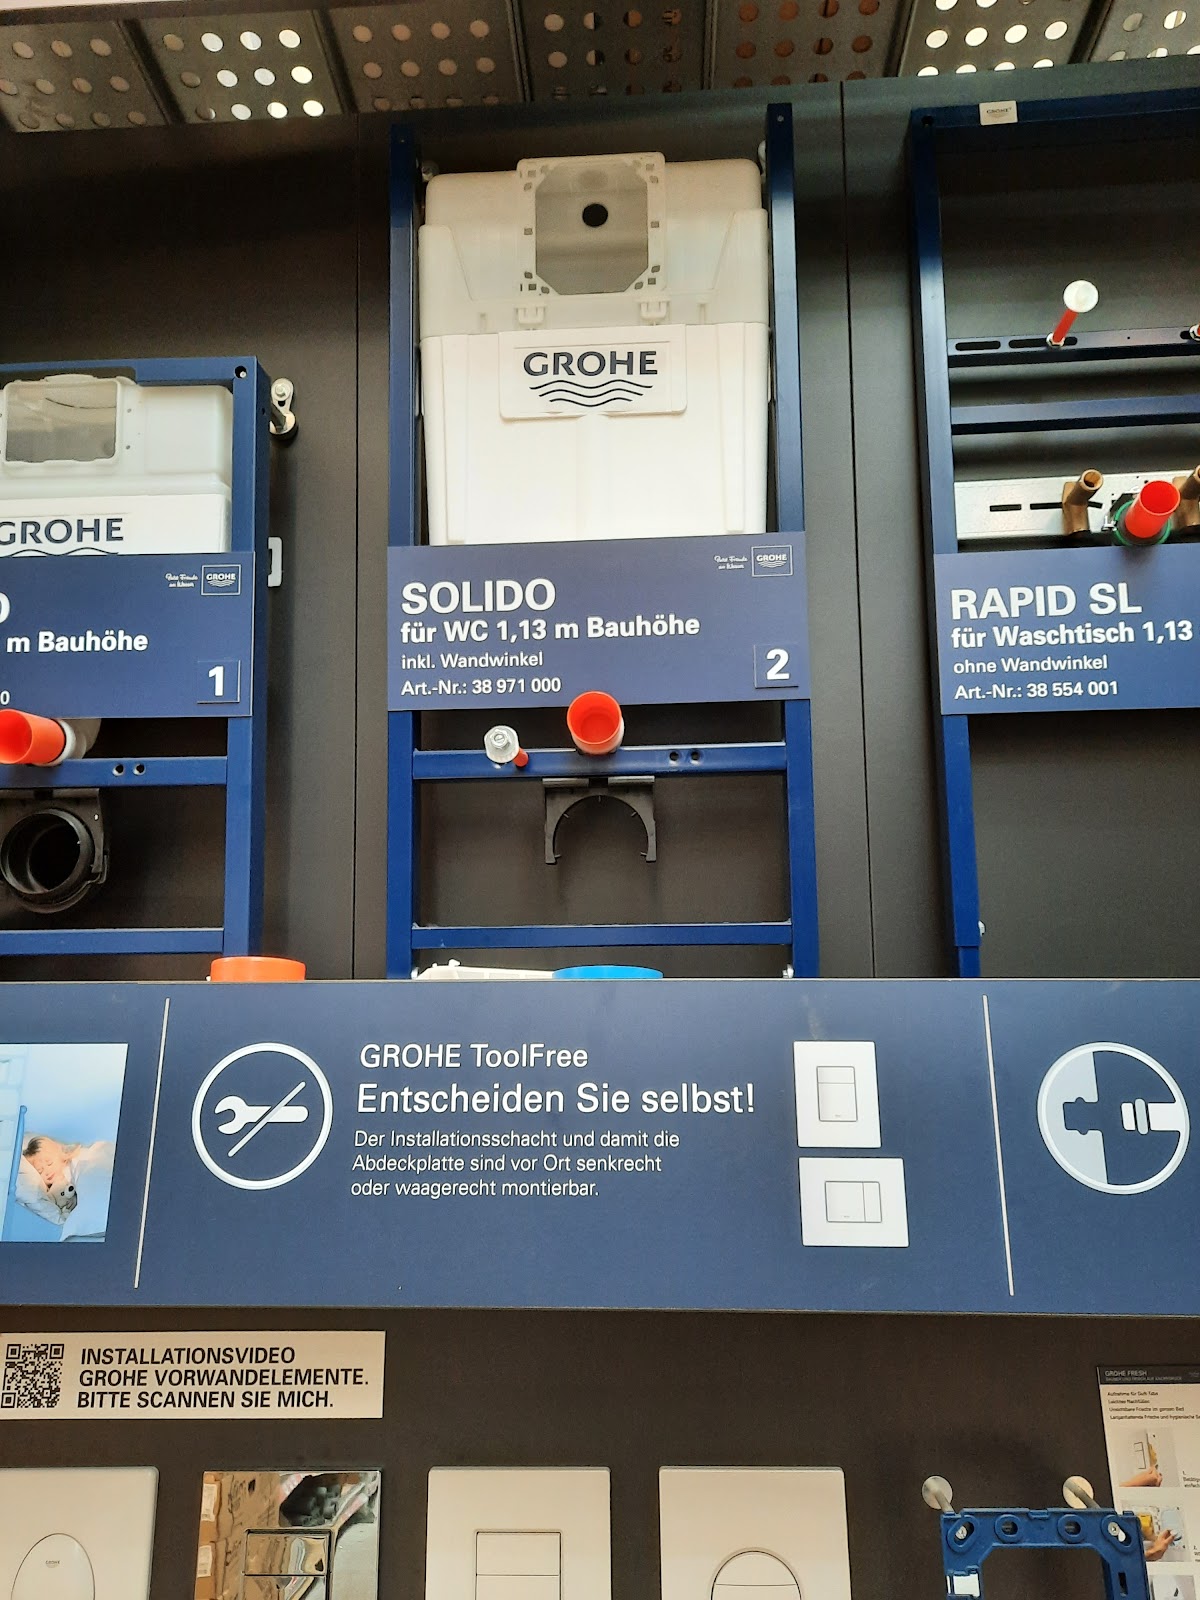 GROHE
GROHE
GROHE
m Bauhöhe
1
GROHE
SOLIDO
für WC 1,13 m Bauhöhe
inkl. Wandwinkel
Art.-Nr.: 38 971 000
2
RAPID SL
für Waschtisch 1,13
ohne Wandwinkel
Art.-Nr.: 38 554 001
GROHE ToolFree
Entscheiden Sie selbst!
Der Installationsschacht und damit die
Abdeckplatte sind vor Ort senkrecht
oder waagerecht montierbar.
INSTALLATIONSVIDEO
GROHE VORWANDELEMENTE.
BITTE SCANNEN SIE MICH.
GROHE FRESH